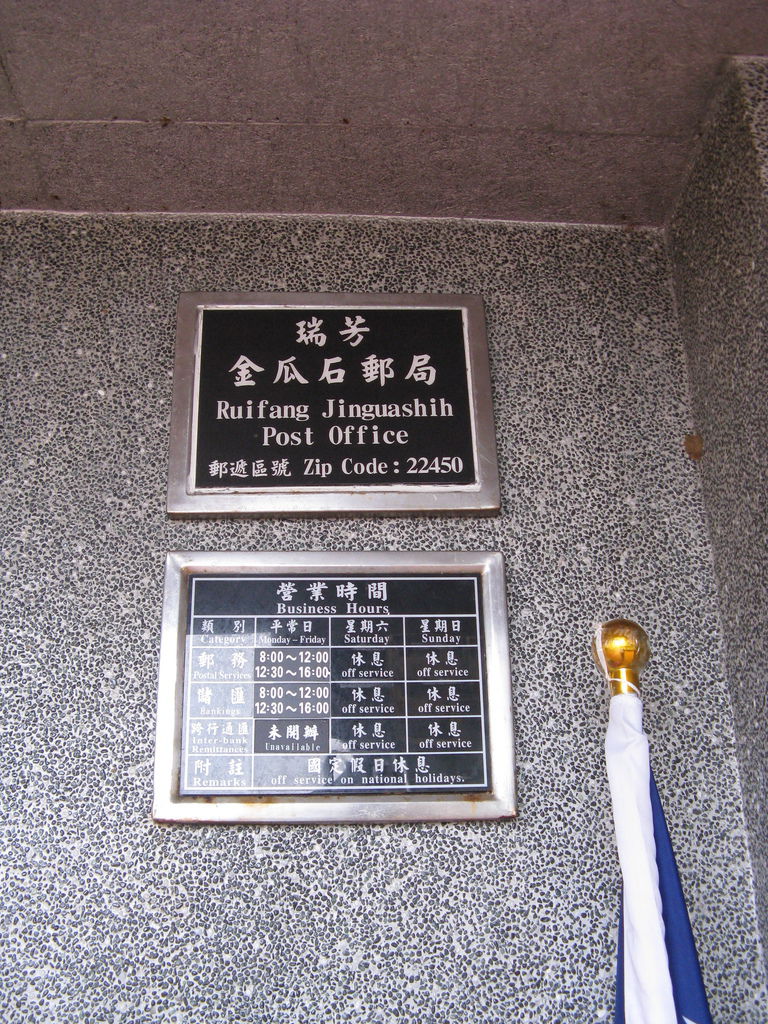 瑞芳
金瓜石郵局
Ruifang Jinguashih
Post Office
郵遞區號 Zip Code：22450
營業時間
Business Hours
類別 平常日 星期六 星期日
Category Monday – Friday Saturday Sunday
郵務 8:00～12:00 休息 休息
Postal Services 12:30～16:00 off service off service
儲匯 8:00～12:00 休息 休息
Bankings 12:30～16:00 off service off service
跨行通匯 未開辦 休息 休息
Inter-bank Remittances Unavailable off service off service
附註 國定假日休息
Remarks off service on national holidays.